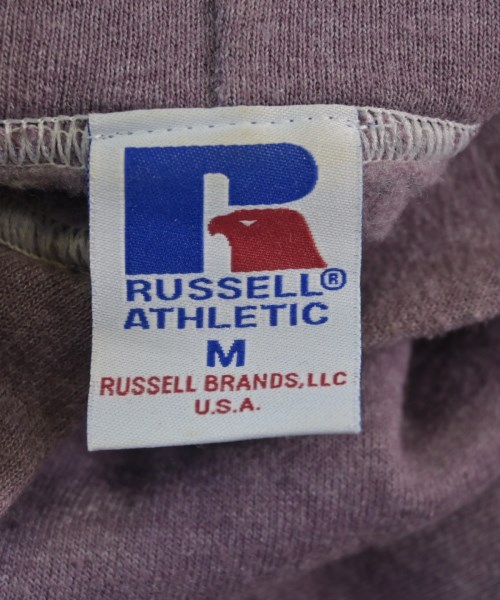 R
RUSSELL®
ATHLETIC
M
RUSSELL BRANDS, LLC
U.S.A.